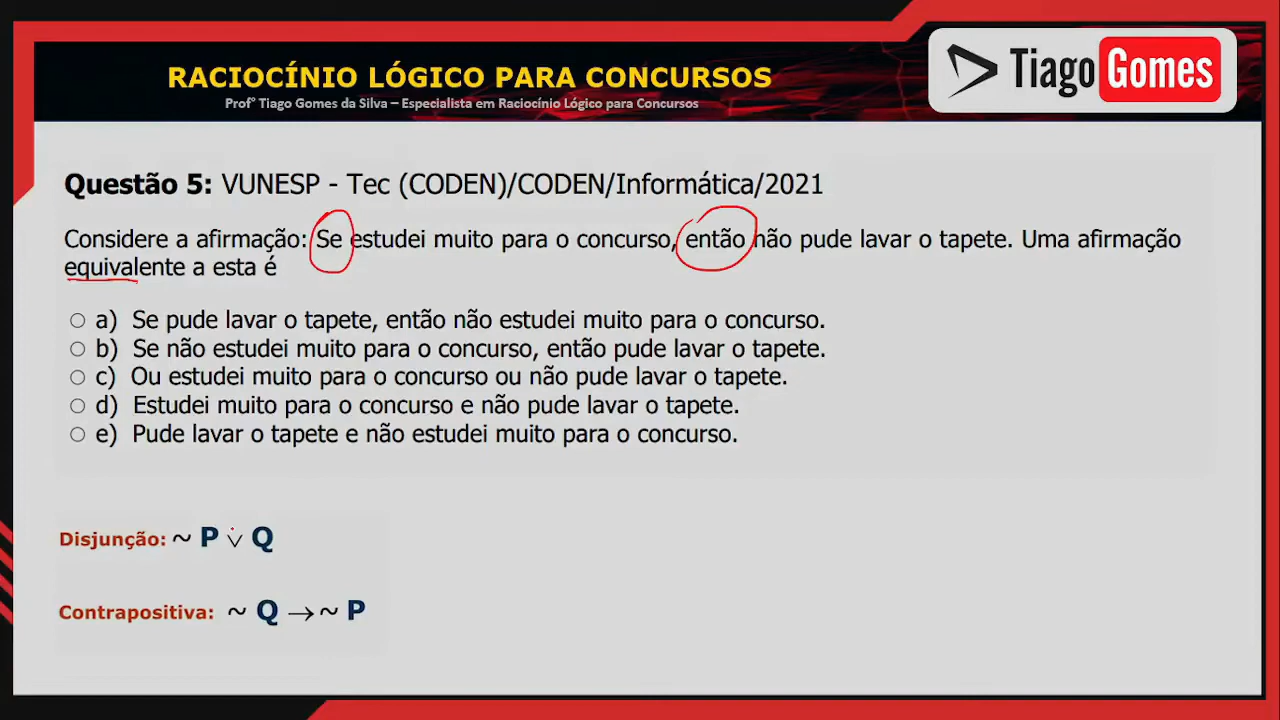 RACIOCÍNIO LÓGICO PARA CONCURSOS
Profº Tiago Gomes da Silva – Especialista em Raciocínio Lógico para Concursos
Tiago Gomes
Questão 5: VUNESP - Tec (CODEN)/CODEN/Informática/2021
Considere a afirmação: Se estudei muito para o concurso, então não pude lavar o tapete. Uma afirmação
equivalente a esta é
a) Se pude lavar o tapete, então não estudei muito para o concurso.
b) Se não estudei muito para o concurso, então pude lavar o tapete.
c) Ou estudei muito para o concurso ou não pude lavar o tapete.
d) Estudei muito para o concurso e não pude lavar o tapete.
e) Pude lavar o tapete e não estudei muito para o concurso.
Disjunção: ~ P ∨ Q
Contrapositiva: ~ Q → ~ P